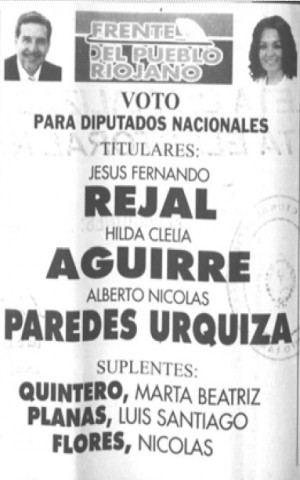 FRENTE
DEL PUEBLO
RIOJANO
VOTO
PARA DIPUTADOS NACIONALES
TITULARES:
JESUS FERNANDO
REJAL
HILDA CLELIA
AGUIRRE
ALBERTO NICOLAS
PAREDES URQUIZA
SUPLENTES:
QUINTERO, MARTA BEATRIZ
PLANAS, LUIS SANTIAGO
FLORES, NICOLAS